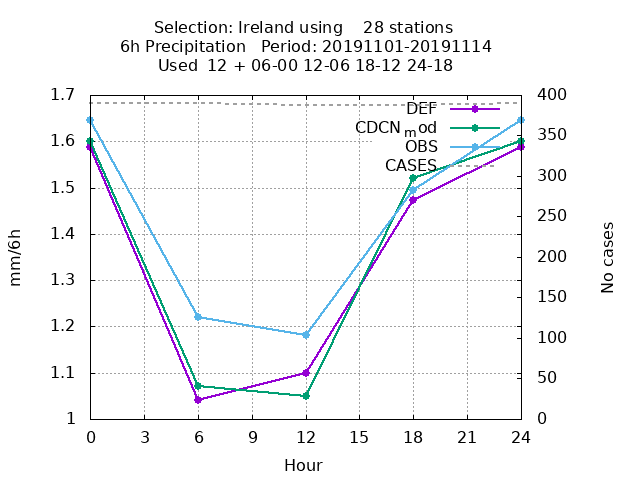 Selection: Ireland using    28 stations
6h Precipitation   Period: 20191101-20191114
Used  12 + 06-00 12-06 18-12 24-18
1.7
1.6
1.5
1.4
1.3
1.2
1.1
1
400
350
300
250
200
150
100
50
0
DEF
CDCN_mod
OBS
CASES
mm/6h
No cases
0 3 6 9 12 15 18 21 24
Hour